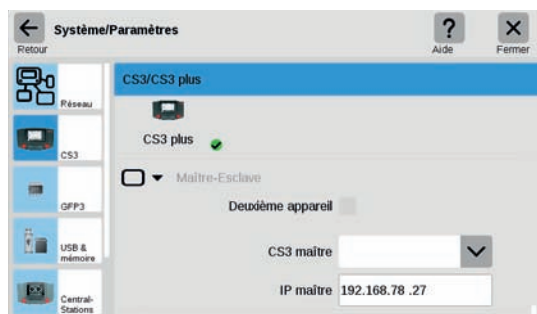 Système/Paramètres
Retour
Aide
Fermer
Réseau
CS3
GFP3
USB &
mémoire
Central-
Stations
CS3/CS3 plus
CS3 plus
Maître-Esclave
Deuxième appareil
CS3 maître
IP maître 192.168.78 .27